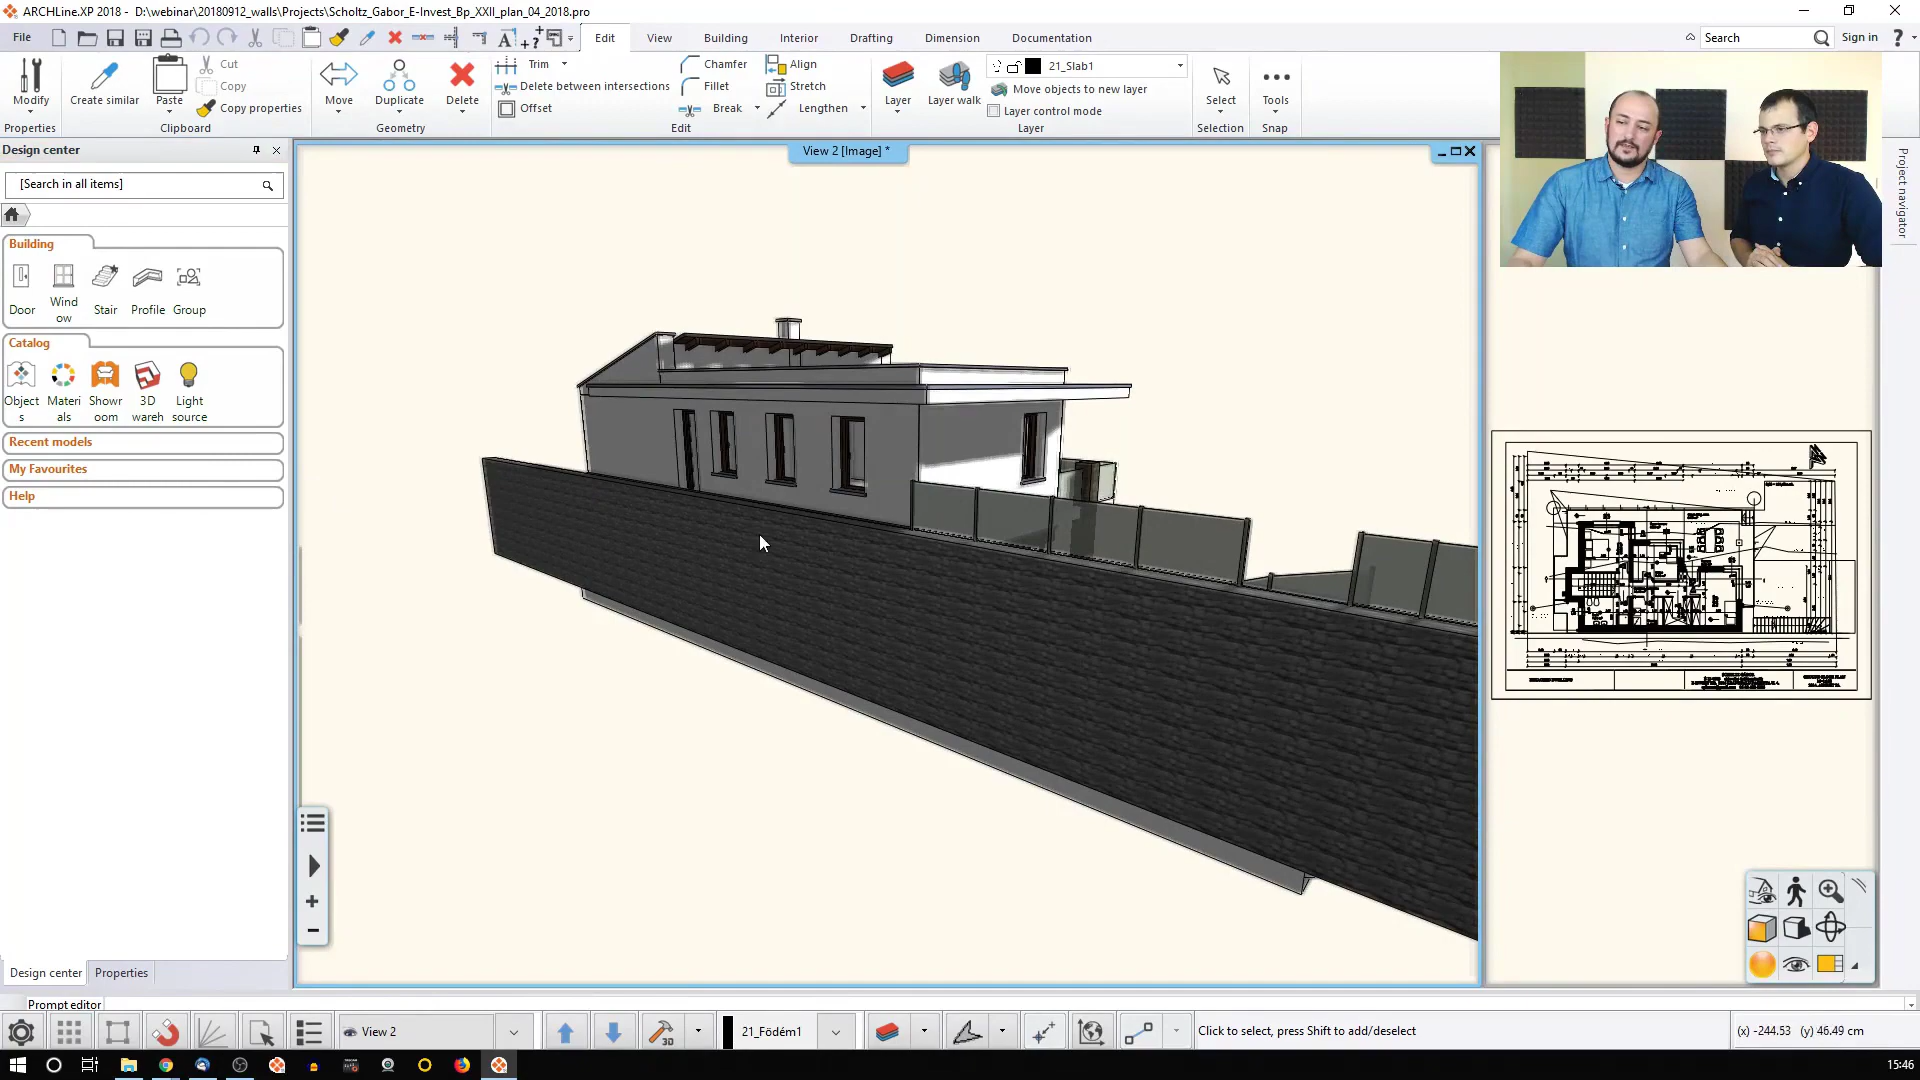 ARCHLine.XP 2018 - D:\webinar\20180912_walls\Projects\Scholtz_Gabor_E-Invest_Bp_XXII_plan_04_2018.pro
File
Edit
View
Building
Interior
Drafting
Dimension
Documentation
Search
Sign in
Modify
Create similar
Paste
Cut
Copy
Copy properties
Move
Duplicate
Delete
Trim
Delete between intersections
Offset
Chamfer
Fillet
Break
Align
Stretch
Lengthen
Layer
Layer walk
21_Slab1
Move objects to new layer
Layer control mode
Select
Tools
Properties
Clipboard
Geometry
Edit
Layer
Selection
Snap
Design center
[Search in all items]
Building
Door
Wind
ow
Stair
Profile
Group
Catalog
Object
s
Materi
als
Showr
oom
3D
wareh
Light
source
Recent models
My Favourites
Help
View 2 [Image] *
Project navigator
Design center
Properties
Prompt editor
View 2
3D
21_Födém1
Click to select, press Shift to add/deselect
(x) -244.53 (y) 46.49 cm
15:46